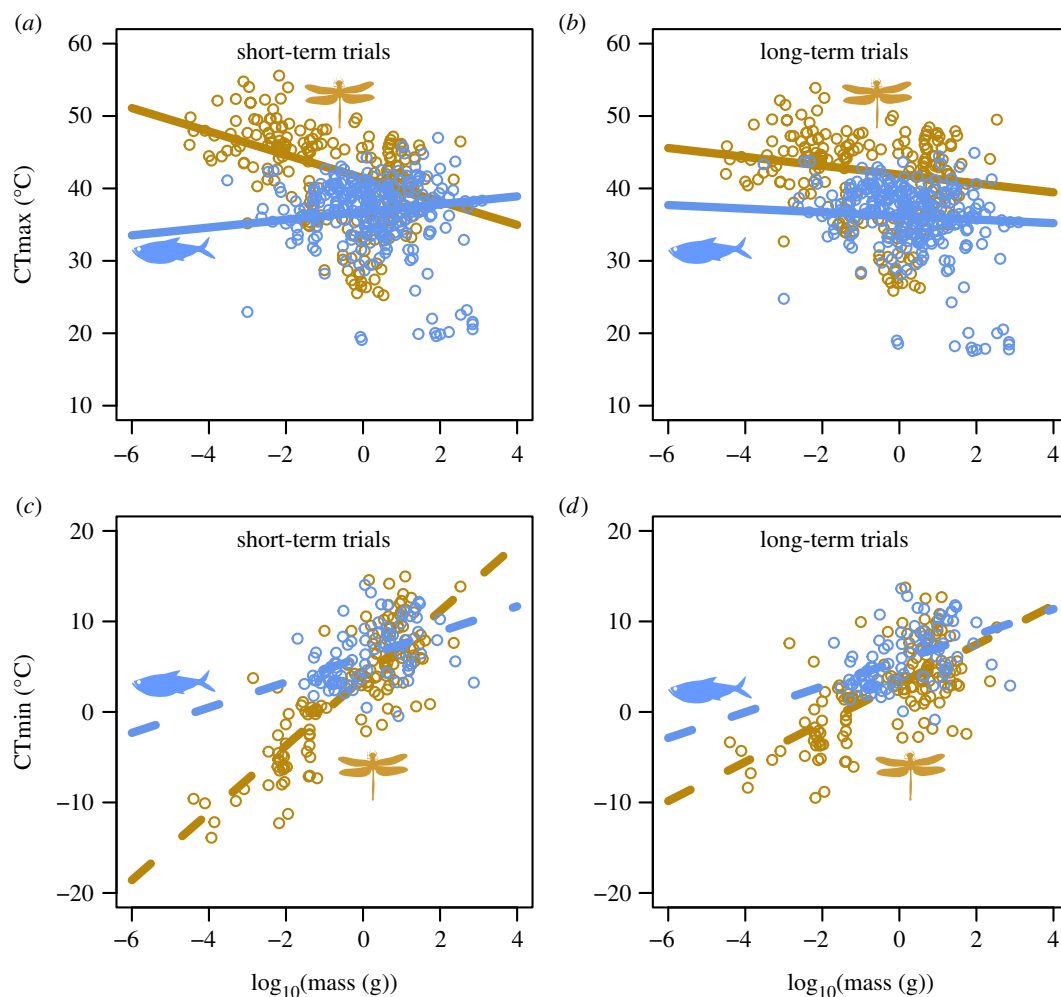 (a)
short-term trials
60
50
40
30
20
10
CTmax (°C)
−6 −4 −2 0 2 4
(b)
long-term trials
60
50
40
30
20
10
−6 −4 −2 0 2 4
(c)
short-term trials
20
10
0
−10
−20
CTmin (°C)
−6 −4 −2 0 2 4
log10(mass (g))
(d)
long-term trials
20
10
0
−10
−20
−6 −4 −2 0 2 4
log10(mass (g))